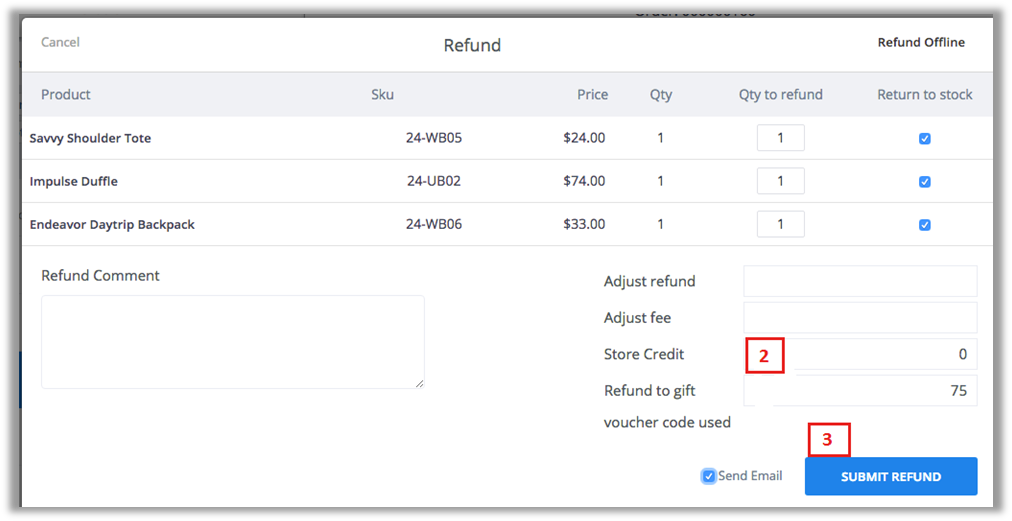 Cancel Refund Refund Offline
Product Sku Price Qty Qty to refund Return to stock
Savvy Shoulder Tote 24-WB05 $24.00 1 1
Impulse Duffle 24-UB02 $74.00 1 1
Endeavor Daytrip Backpack 24-WB06 $33.00 1 1
Refund Comment
Adjust refund
Adjust fee
Store Credit 2 0
Refund to gift 75
voucher code used
3
Send Email SUBMIT REFUND